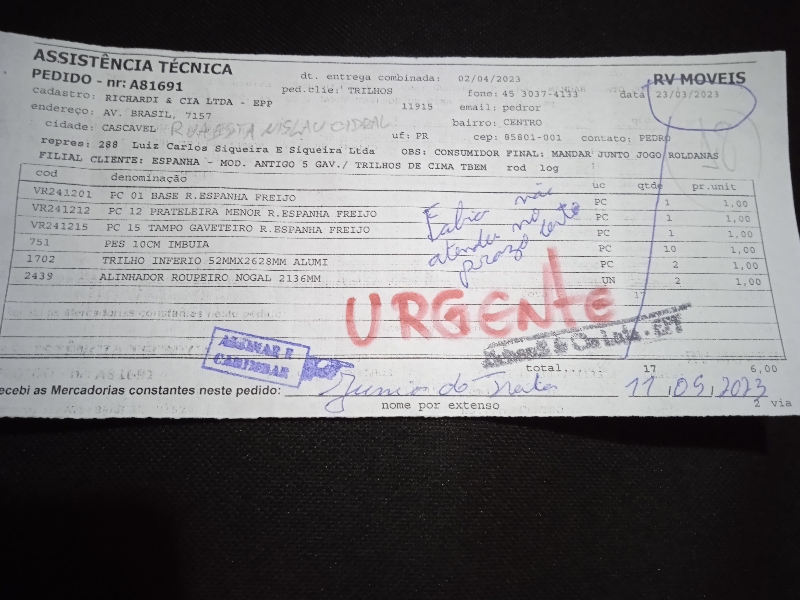 ASSISTÊNCIA TÉCNICA
dt. entrega combinada: 02/04/2023
RV MOVEIS
PEDIDO - nr: A81691
ped.clie: TRILHOS
fone: 45 3037-4133
data 23/03/2023
cadastro: RICHARDI & CIA LTDA - EPP
11915
email: pedror
endereço: AV. BRASIL, 7157
bairro: CENTRO
cidade: CASCAVEL
uf: PR
cep: 85801-001
contato: PEDRO
repres: 288 Luiz Carlos Siqueira E Siqueira Ltda
OBS: CONSUMIDOR FINAL: MANDAR JUNTO JOGO ROLDANAS
FILIAL CLIENTE: ESPANHA - MOD. ANTIGO 5 GAV./ TRILHOS DE CIMA TBEM rod log
cod denominação uc qtde pr.unit
VR241201 PC 01 BASE R.ESPANHA FREIJO PC 1 1,00
VR241212 PC 12 PRATELEIRA MENOR R.ESPANHA FREIJO PC 1 1,00
VR241215 PC 15 TAMPO GAVETEIRO R.ESPANHA FREIJO PC 1 1,00
751 PES 10CM IMBUIA PC 10 1,00
1702 TRILHO INFERIO 52MMX2628MM ALUMI PC 2 1,00
2439 ALINHADOR ROUPEIRO NOGAL 2136MM UN 2 1,00
não
atendeu no
prazo certo
URGENTE
ASSINAR E
CARIMBAR
total... 17 6,00
recebi as Mercadorias constantes neste pedido:
Junior do
11 05 2023
nome por extenso
2 via